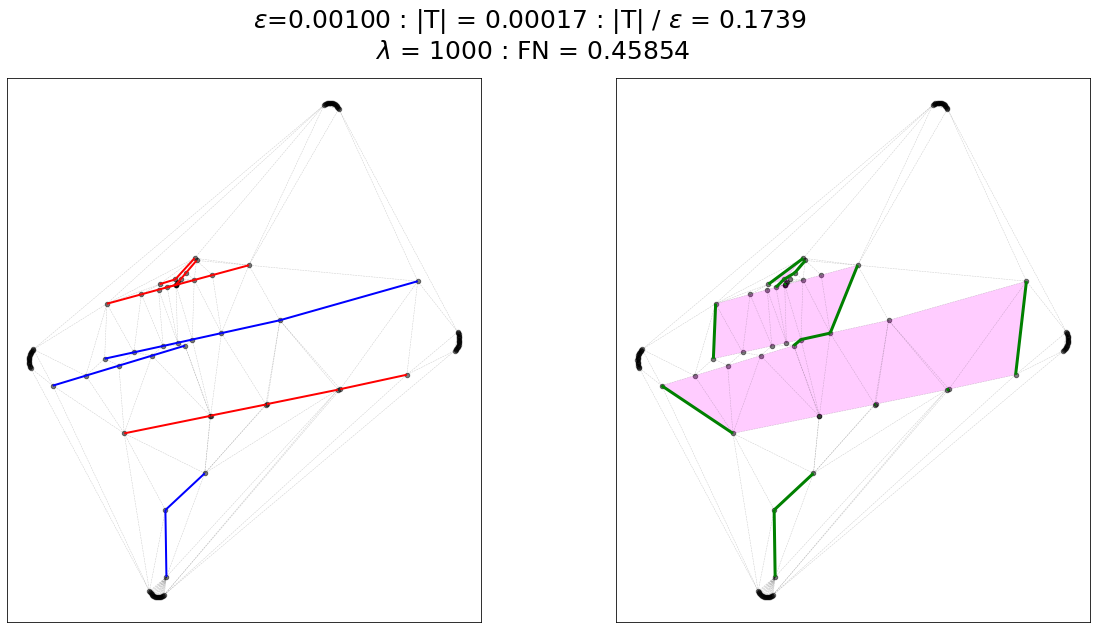 ε=0.00100 : |T| = 0.00017 : |T| / ε = 0.1739
λ = 1000 : FN = 0.45854